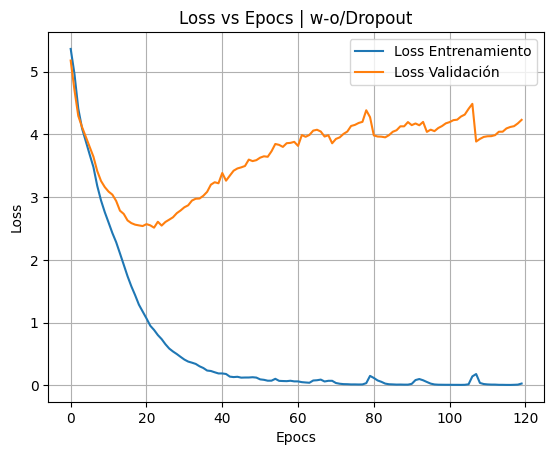 Loss vs Epocs | w-o/Dropout
Loss Entrenamiento
Loss Validación
Loss
5
4
3
2
1
0
0 20 40 60 80 100 120
Epocs